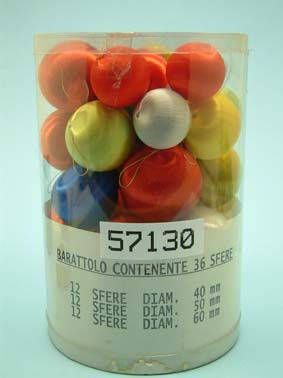 57130
BARATTOLO CONTENENTE 36 SFERE
12 SFERE DIAM. 40 mm
12 SFERE DIAM. 50 mm
12 SFERE DIAM. 60 mm